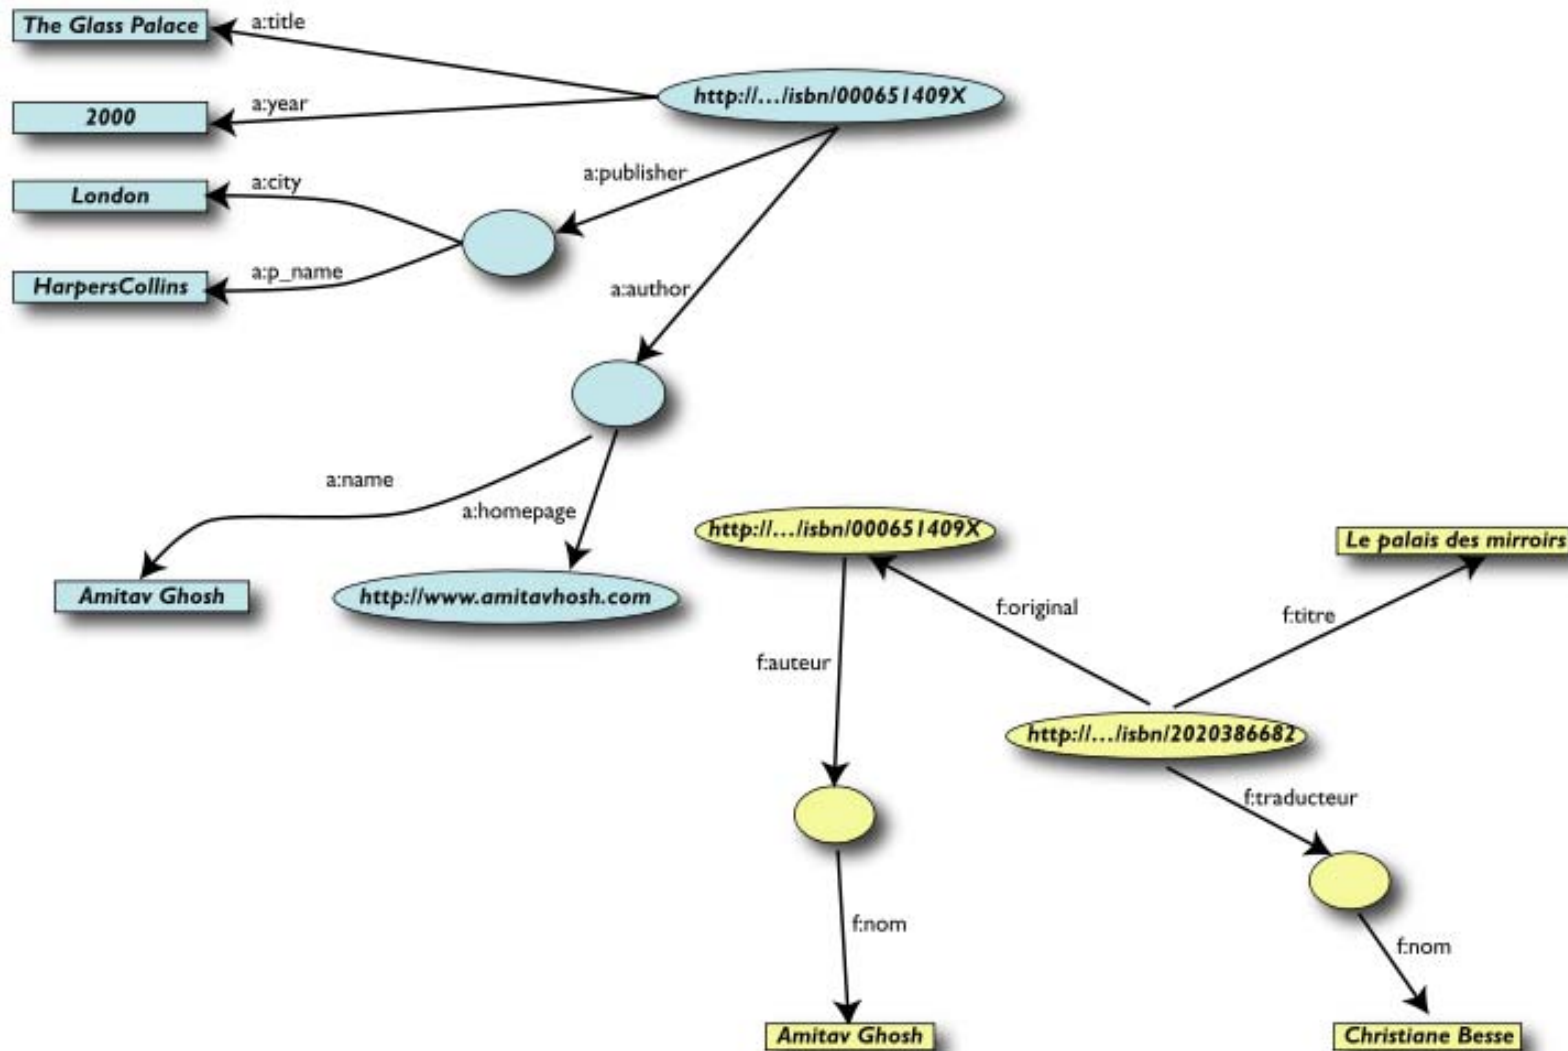 The Glass Palace
a:title
http://…/isbn/000651409X
a:year
2000
a:publisher
London
a:city
a:p_name
HarpersCollins
a:author
a:name
a:homepage
Amitav Ghosh
http://www.amitavhosh.com
http://…/isbn/000651409X
Le palais des mirroirs
f:original
f:titre
f:auteur
http://…/isbn/2020386682
f:traducteur
f:nom
f:nom
Amitav Ghosh
Christiane Besse